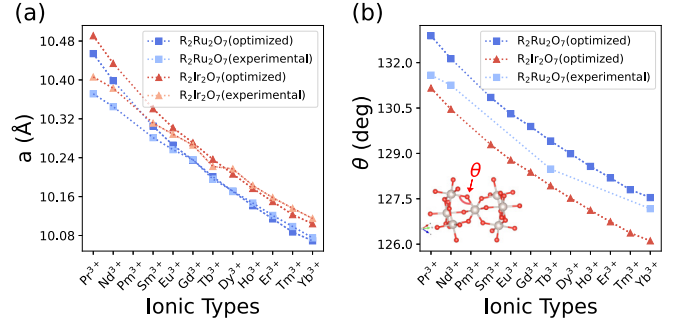 (a)
a (Å)
10.48
10.40
10.32
10.24
10.16
10.08
R₂Ru₂O₇(optimized)
R₂Ru₂O₇(experimental)
R₂Ir₂O₇(optimized)
R₂Ir₂O₇(experimental)
Pr³⁺ Nd³⁺ Pm³⁺ Sm³⁺ Eu³⁺ Gd³⁺ Tb³⁺ Dy³⁺ Ho³⁺ Er³⁺ Tm³⁺ Yb³⁺
Ionic Types
(b)
θ (deg)
132.0
130.5
129.0
127.5
126.0
R₂Ru₂O₇(optimized)
R₂Ir₂O₇(optimized)
R₂Ru₂O₇(experimental)
θ
Pr³⁺ Nd³⁺ Pm³⁺ Sm³⁺ Eu³⁺ Gd³⁺ Tb³⁺ Dy³⁺ Ho³⁺ Er³⁺ Tm³⁺ Yb³⁺
Ionic Types